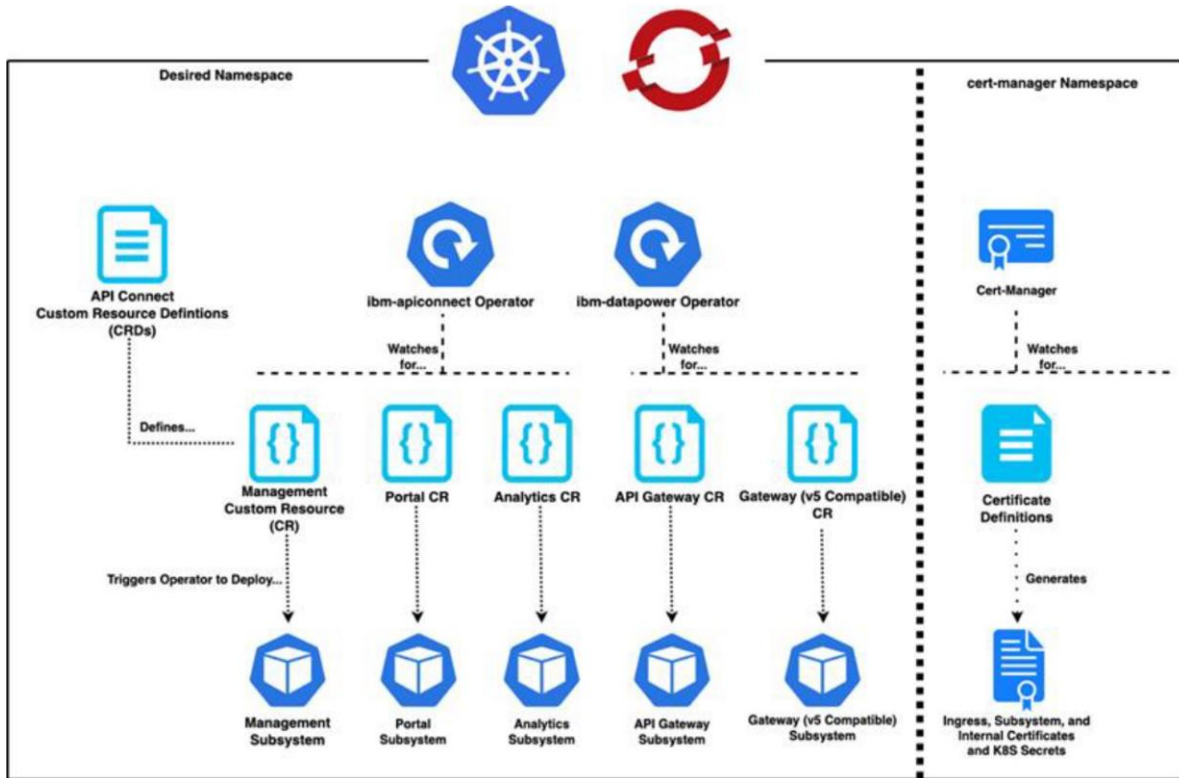 Desired Namespace
cert-manager Namespace
API Connect
Custom Resource Defintions
(CRDs)
ibm-apiconnect Operator
ibm-datapower Operator
Cert-Manager
Watches
for...
Watches
for...
Watches
for...
Defines...
Management
Custom Resource
(CR)
Portal CR
Analytics CR
API Gateway CR
Gateway (v5 Compatible)
CR
Certificate
Definitions
Triggers Operator to Deploy...
Generates
Management
Subsystem
Portal
Subsystem
Analytics
Subsystem
API Gateway
Subsystem
Gateway (v5 Compatible)
Subsystem
Ingress, Subsystem, and
Internal Certificates
and K8S Secrets